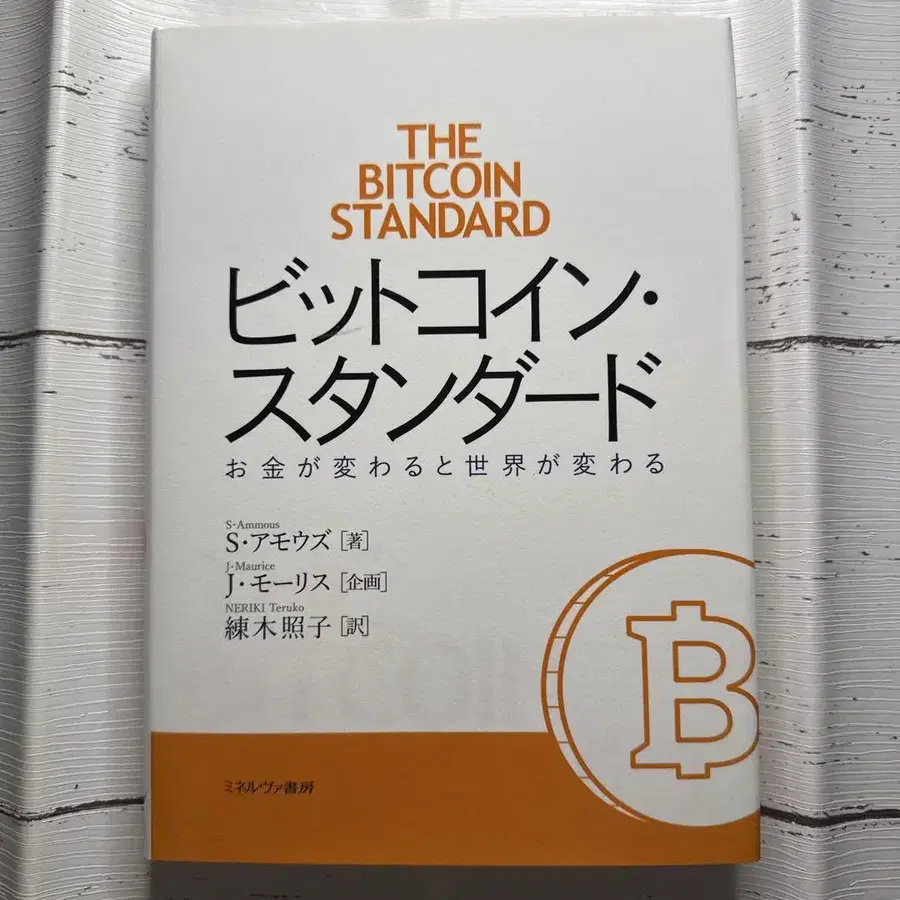 THE
BITCOIN
STANDARD
ビットコイン・
スタンダード
お金が変わると世界が変わる
S・Ammous
S・アモウズ［著］
J・Maurice
J・モーリス［企画］
NERIKI Teruko
練木照子［訳］
BITCOIN
ミネルヴァ書房